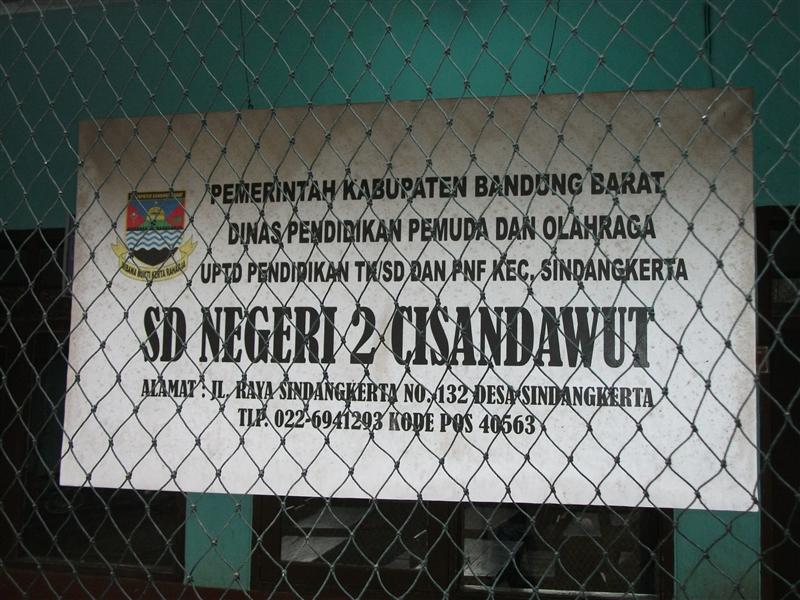 PEMERINTAH KABUPATEN BANDUNG BARAT
DINAS PENDIDIKAN PEMUDA DAN OLAHRAGA
UPTD PENDIDIKAN TK/SD DAN PNF KEC, SINDANGKERTA
SD NEGERI 2 CISANDAWUT
ALAMAT : JL. RAYA SINDANGKERTA NO. 132 DESA SINDANGKERTA
TLP. 022-6941293 KODE POS 40563